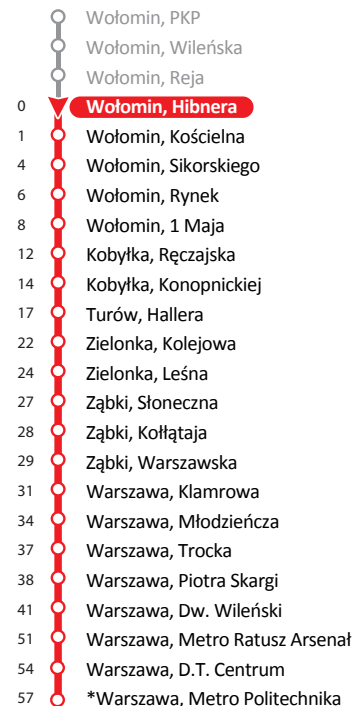 Wołomin, PKP
Wołomin, Wileńska
Wołomin, Reja
0 Wołomin, Hibnera
1 Wołomin, Kościelna
4 Wołomin, Sikorskiego
6 Wołomin, Rynek
8 Wołomin, 1 Maja
12 Kobyłka, Ręczajska
14 Kobyłka, Konopnickiej
17 Turów, Hallera
22 Zielonka, Kolejowa
24 Zielonka, Leśna
27 Ząbki, Słoneczna
28 Ząbki, Kołłątaja
29 Ząbki, Warszawska
31 Warszawa, Klamrowa
34 Warszawa, Młodzieńcza
37 Warszawa, Trocka
38 Warszawa, Piotra Skargi
41 Warszawa, Dw. Wileński
51 Warszawa, Metro Ratusz Arsenał
54 Warszawa, D.T. Centrum
57 *Warszawa, Metro Politechnika